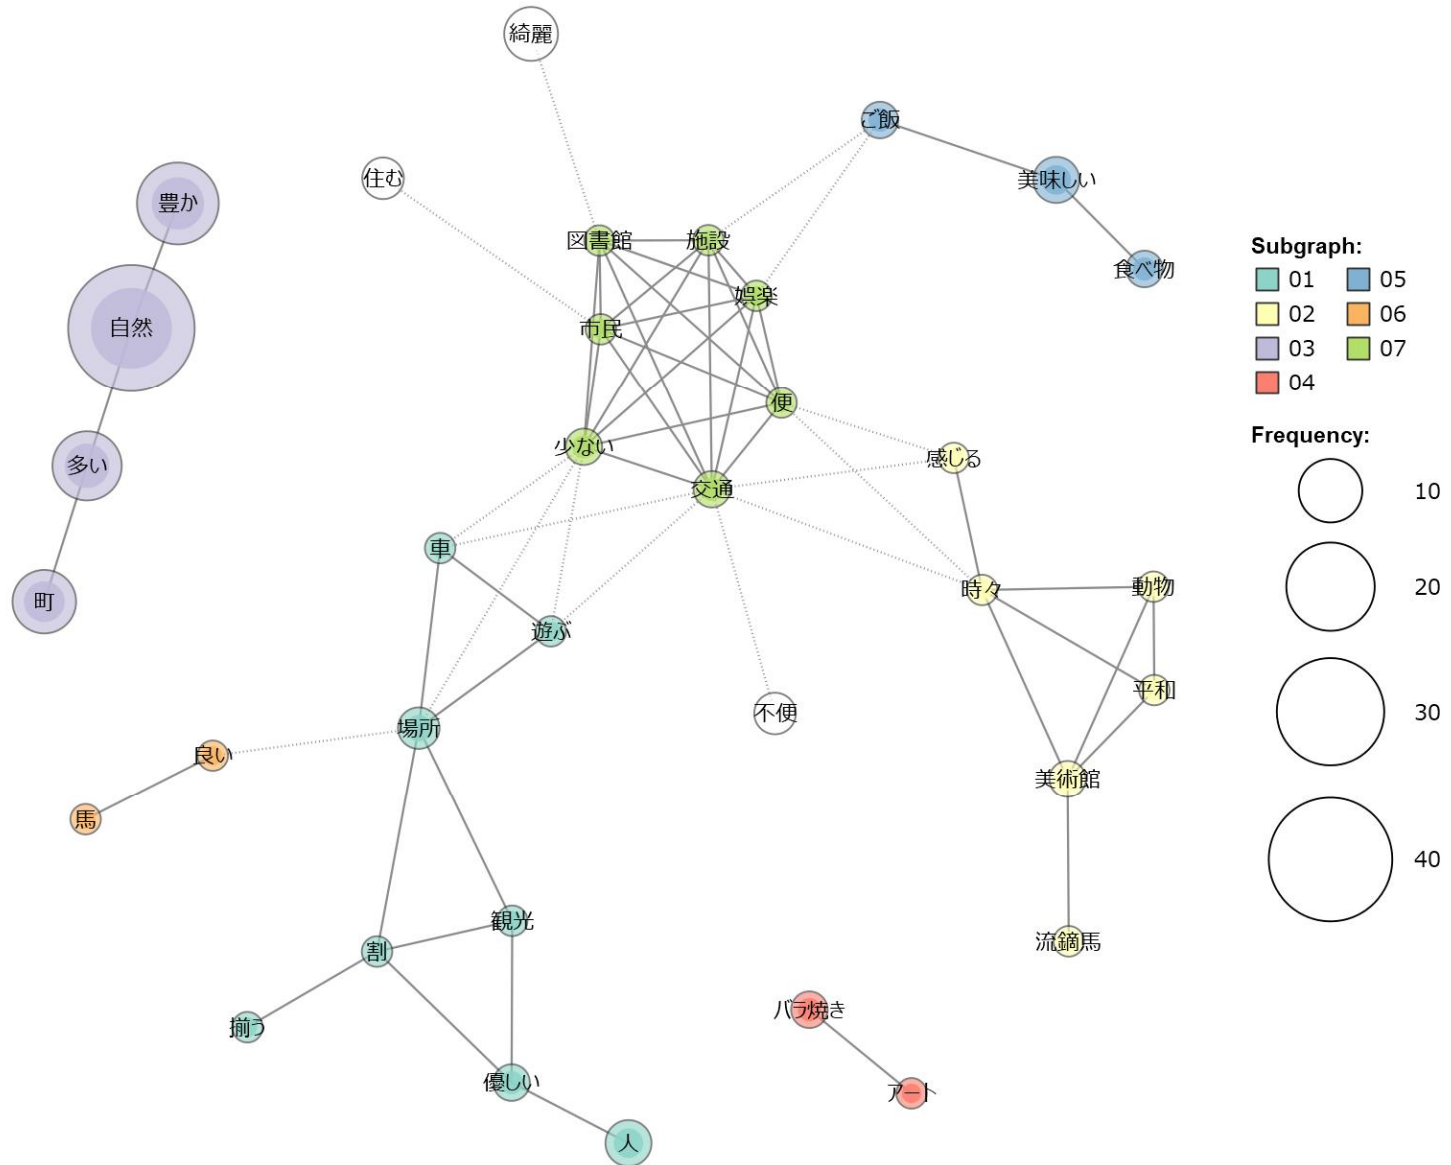 綺麗
ご飯
住む
美味しい
豊か
図書館
施設
食べ物
娯楽
自然
市民
便
少ない
感じる
多い
交通
車
時々
動物
町
遊ぶ
平和
不便
場所
良い
美術館
馬
観光
割
流鏑馬
バラ焼き
揃う
優しい
アート
人
Subgraph:
01 05
02 06
03 07
04
Frequency:
10
20
30
40